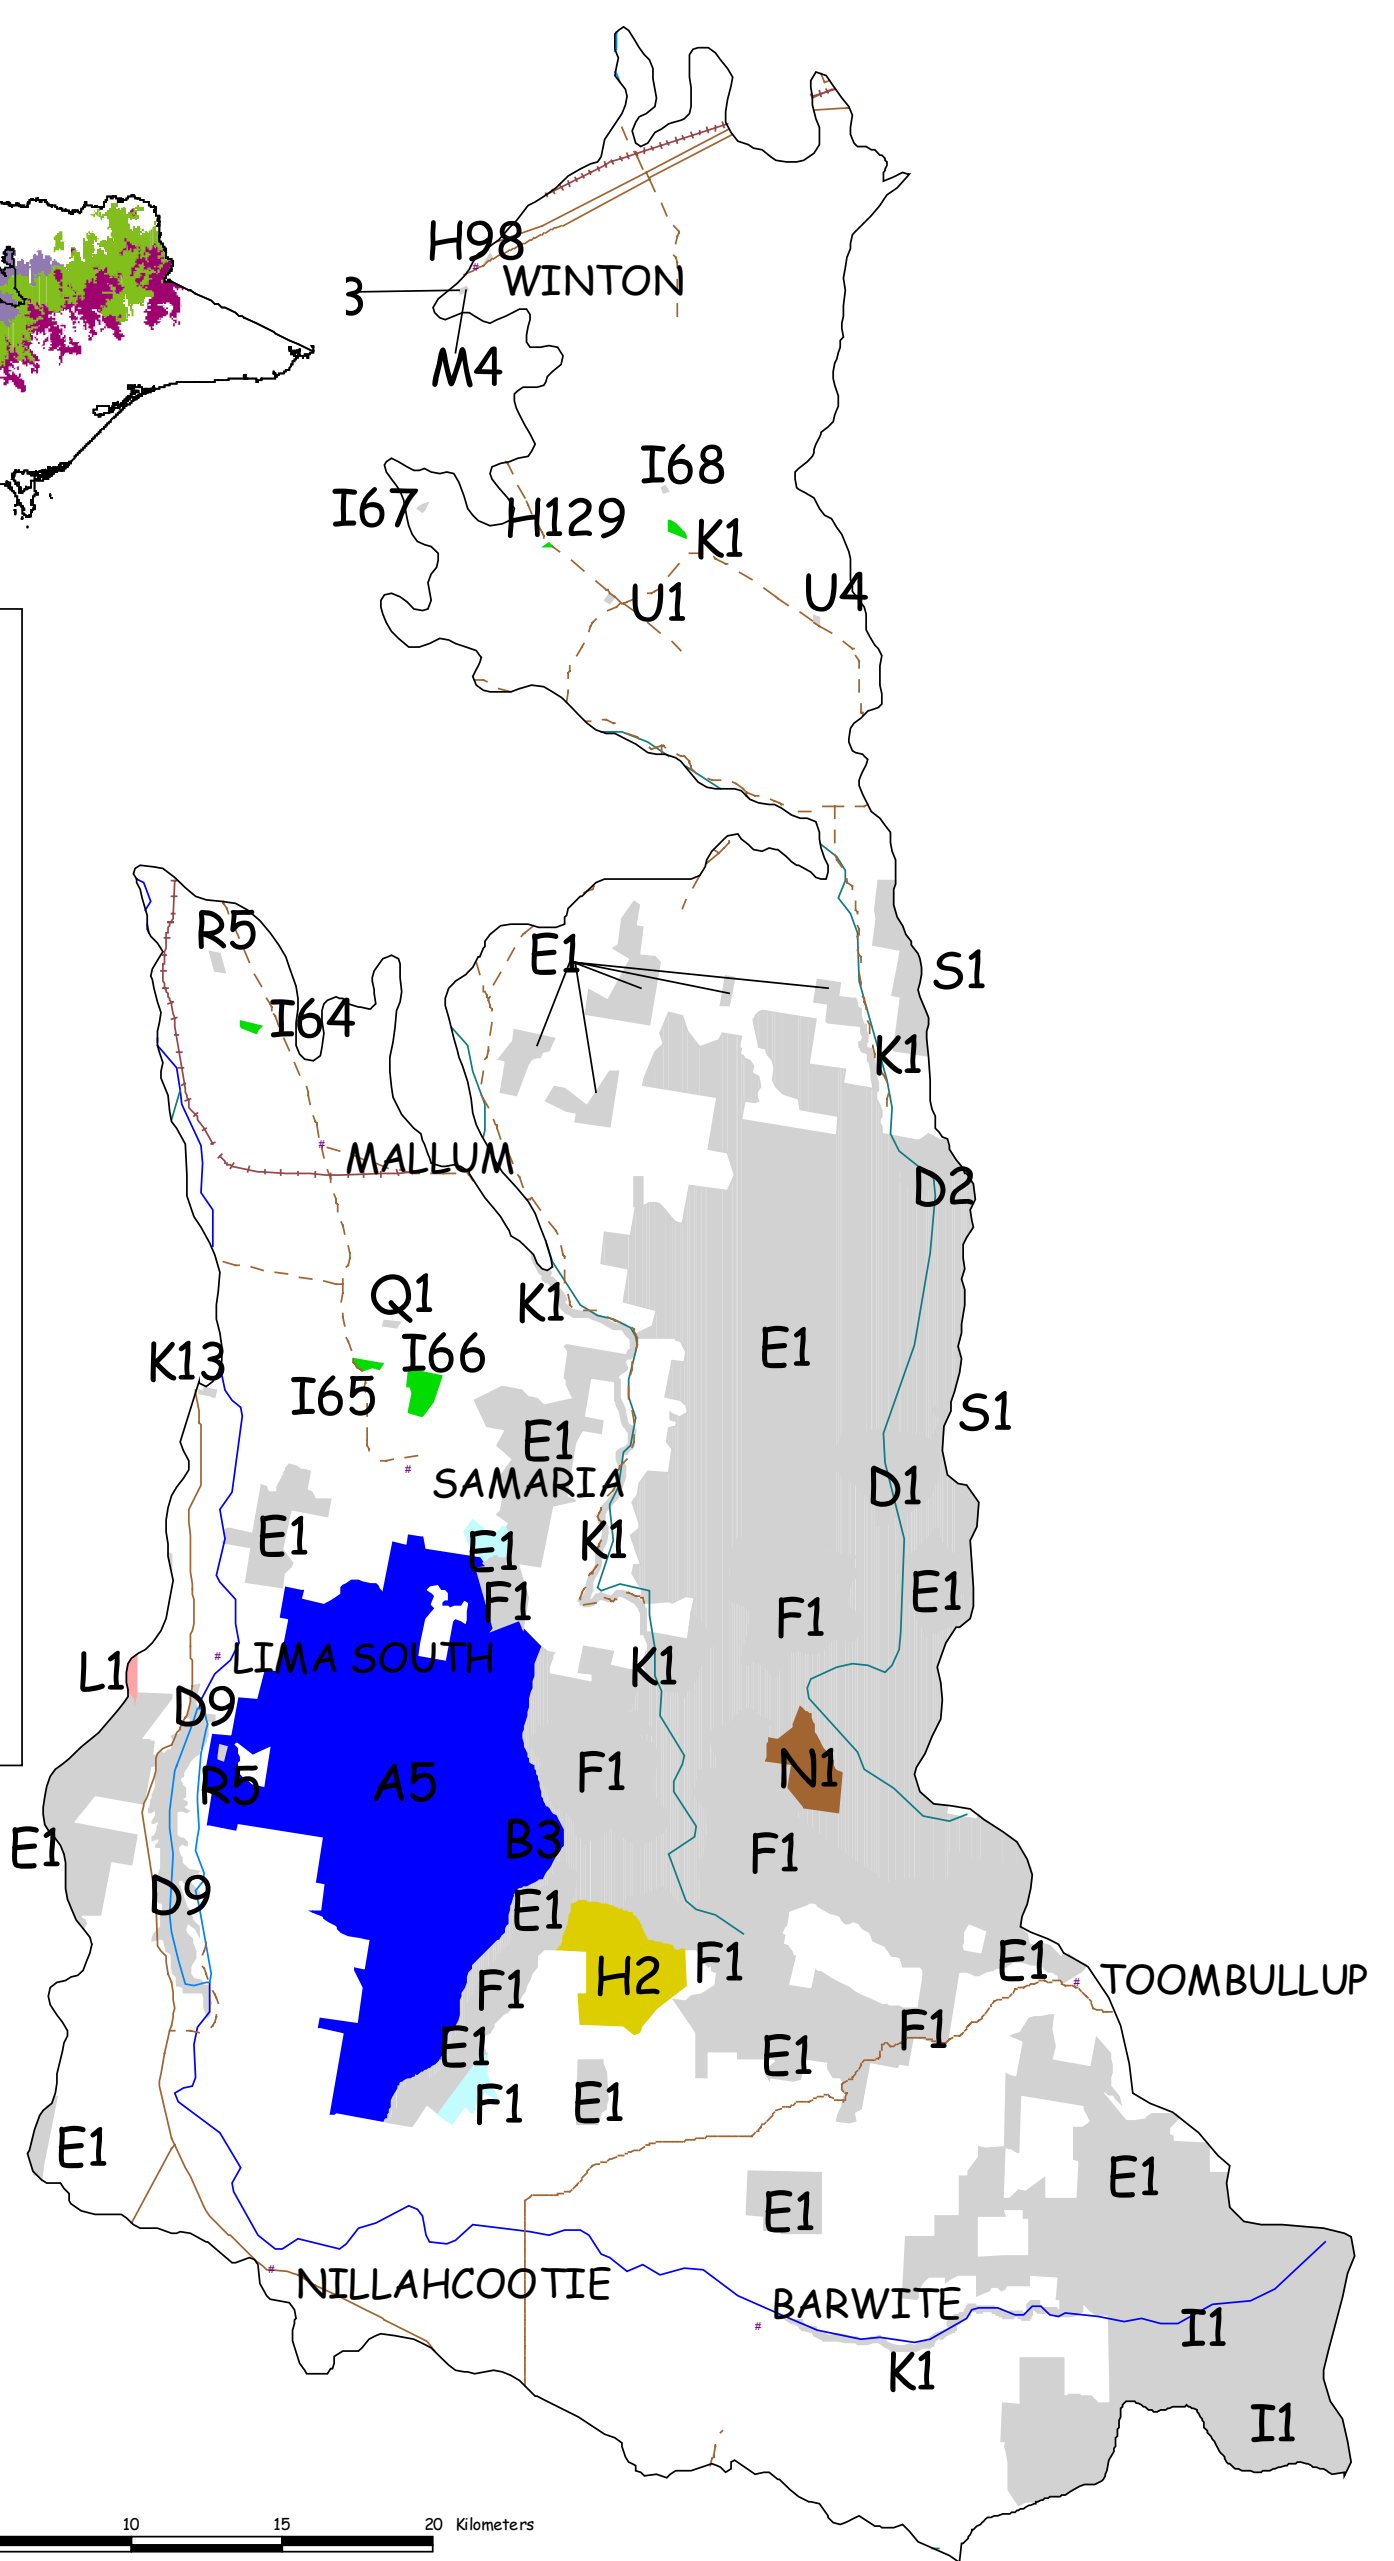 H98
WINTON
3
M4
I68
I67
H129
K1
U1
U4
R5
E1
S1
I64
K1
MALLUM
D2
Q1
K1
E1
K13
I66
I65
S1
E1
SAMARIA
D1
E1
E1
K1
F1
E1
F1
LIMA SOUTH
L1
K1
D9
R5
A5
F1
N1
E1
B3
F1
D9
E1
F1
E1
H2
F1
TOOMBULLUP
F1
E1
E1
F1
E1
E1
E1
E1
NILLAHCOOTIE
BARWITE
I1
K1
I1
10 15 20 Kilometers